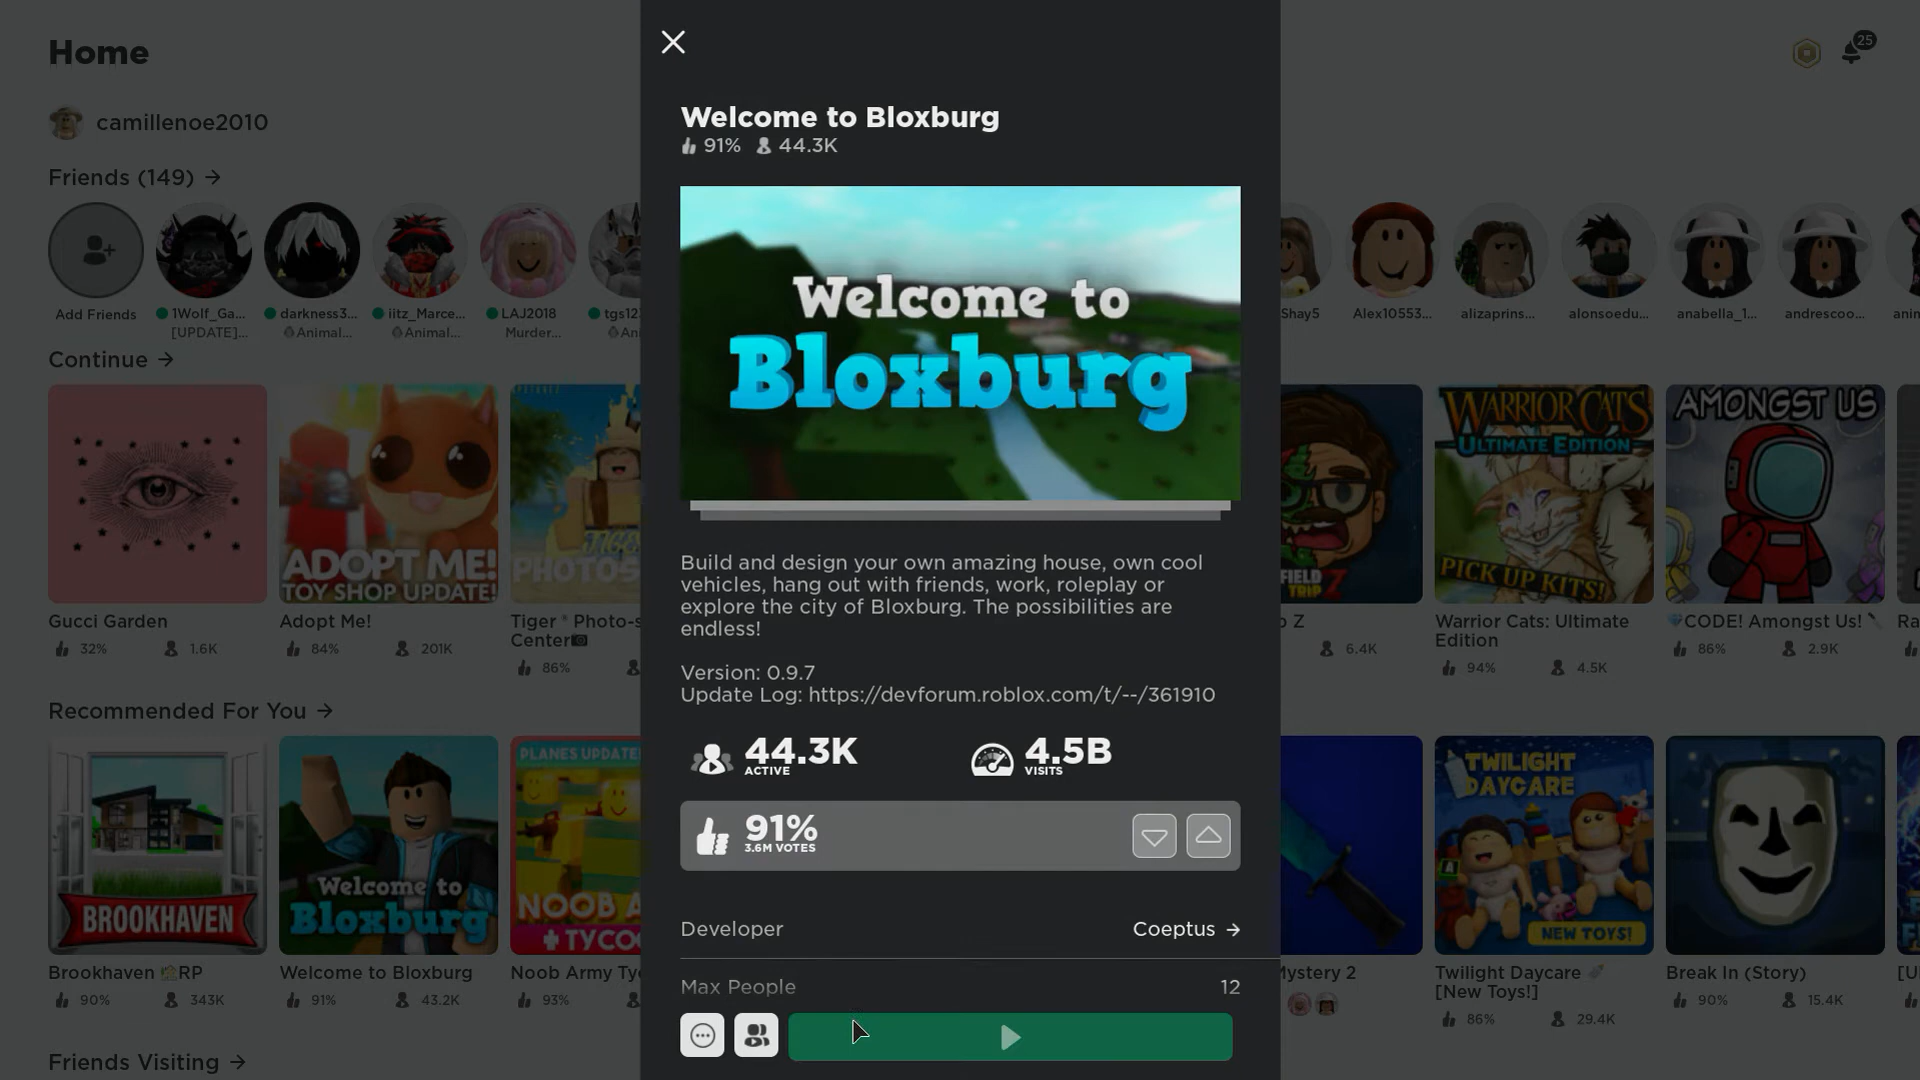 Home
25
camillenoe2010
Friends (149)
Add Friends
1Wolf_Ga...
[UPDATE]...
darkness3...
Animal...
iitz_Marce...
Animal...
LAJ2018
Murder...
tgs12
Ani
Shay5
Alex10553...
alizaprins...
alonsoedu...
anabella_1...
andrescoo...
anin
Continue
ADOPT ME!
TOY SHOP UPDATE!
Gucci Garden
32% 1.6K
Adopt Me!
84% 201K
Tiger * Photo-s
Center
86%
FIELD
TRIP Z
o Z
6.4K
WARRIOR CATS
ULTIMATE EDITION
PICK UP KITS!
Warrior Cats: Ultimate
Edition
94% 4.5K
AMONGST US
CODE! Amongst Us!
86% 2.9K
Ra
Recommended For You
BROOKHAVEN
Brookhaven RP
90% 343K
Welcome to
Bloxburg
Welcome to Bloxburg
91% 43.2K
PLANES UPDATE
NOOB A
+ TYCO
Noob Army Ty
93%
Mystery 2
TWILIGHT
DAYCARE
NEW TOYS!
Twilight Daycare
[New Toys!]
86% 29.4K
Break In (Story)
90% 15.4K
[U
Friends Visiting
Welcome to Bloxburg
91% 44.3K
Welcome to
Bloxburg
Build and design your own amazing house, own cool
vehicles, hang out with friends, work, roleplay or
explore the city of Bloxburg. The possibilities are
endless!
Version: 0.9.7
Update Log: https://devforum.roblox.com/t/--/361910
44.3K
ACTIVE
4.5B
VISITS
91%
3.6M VOTES
Developer
Coeptus
Max People
12